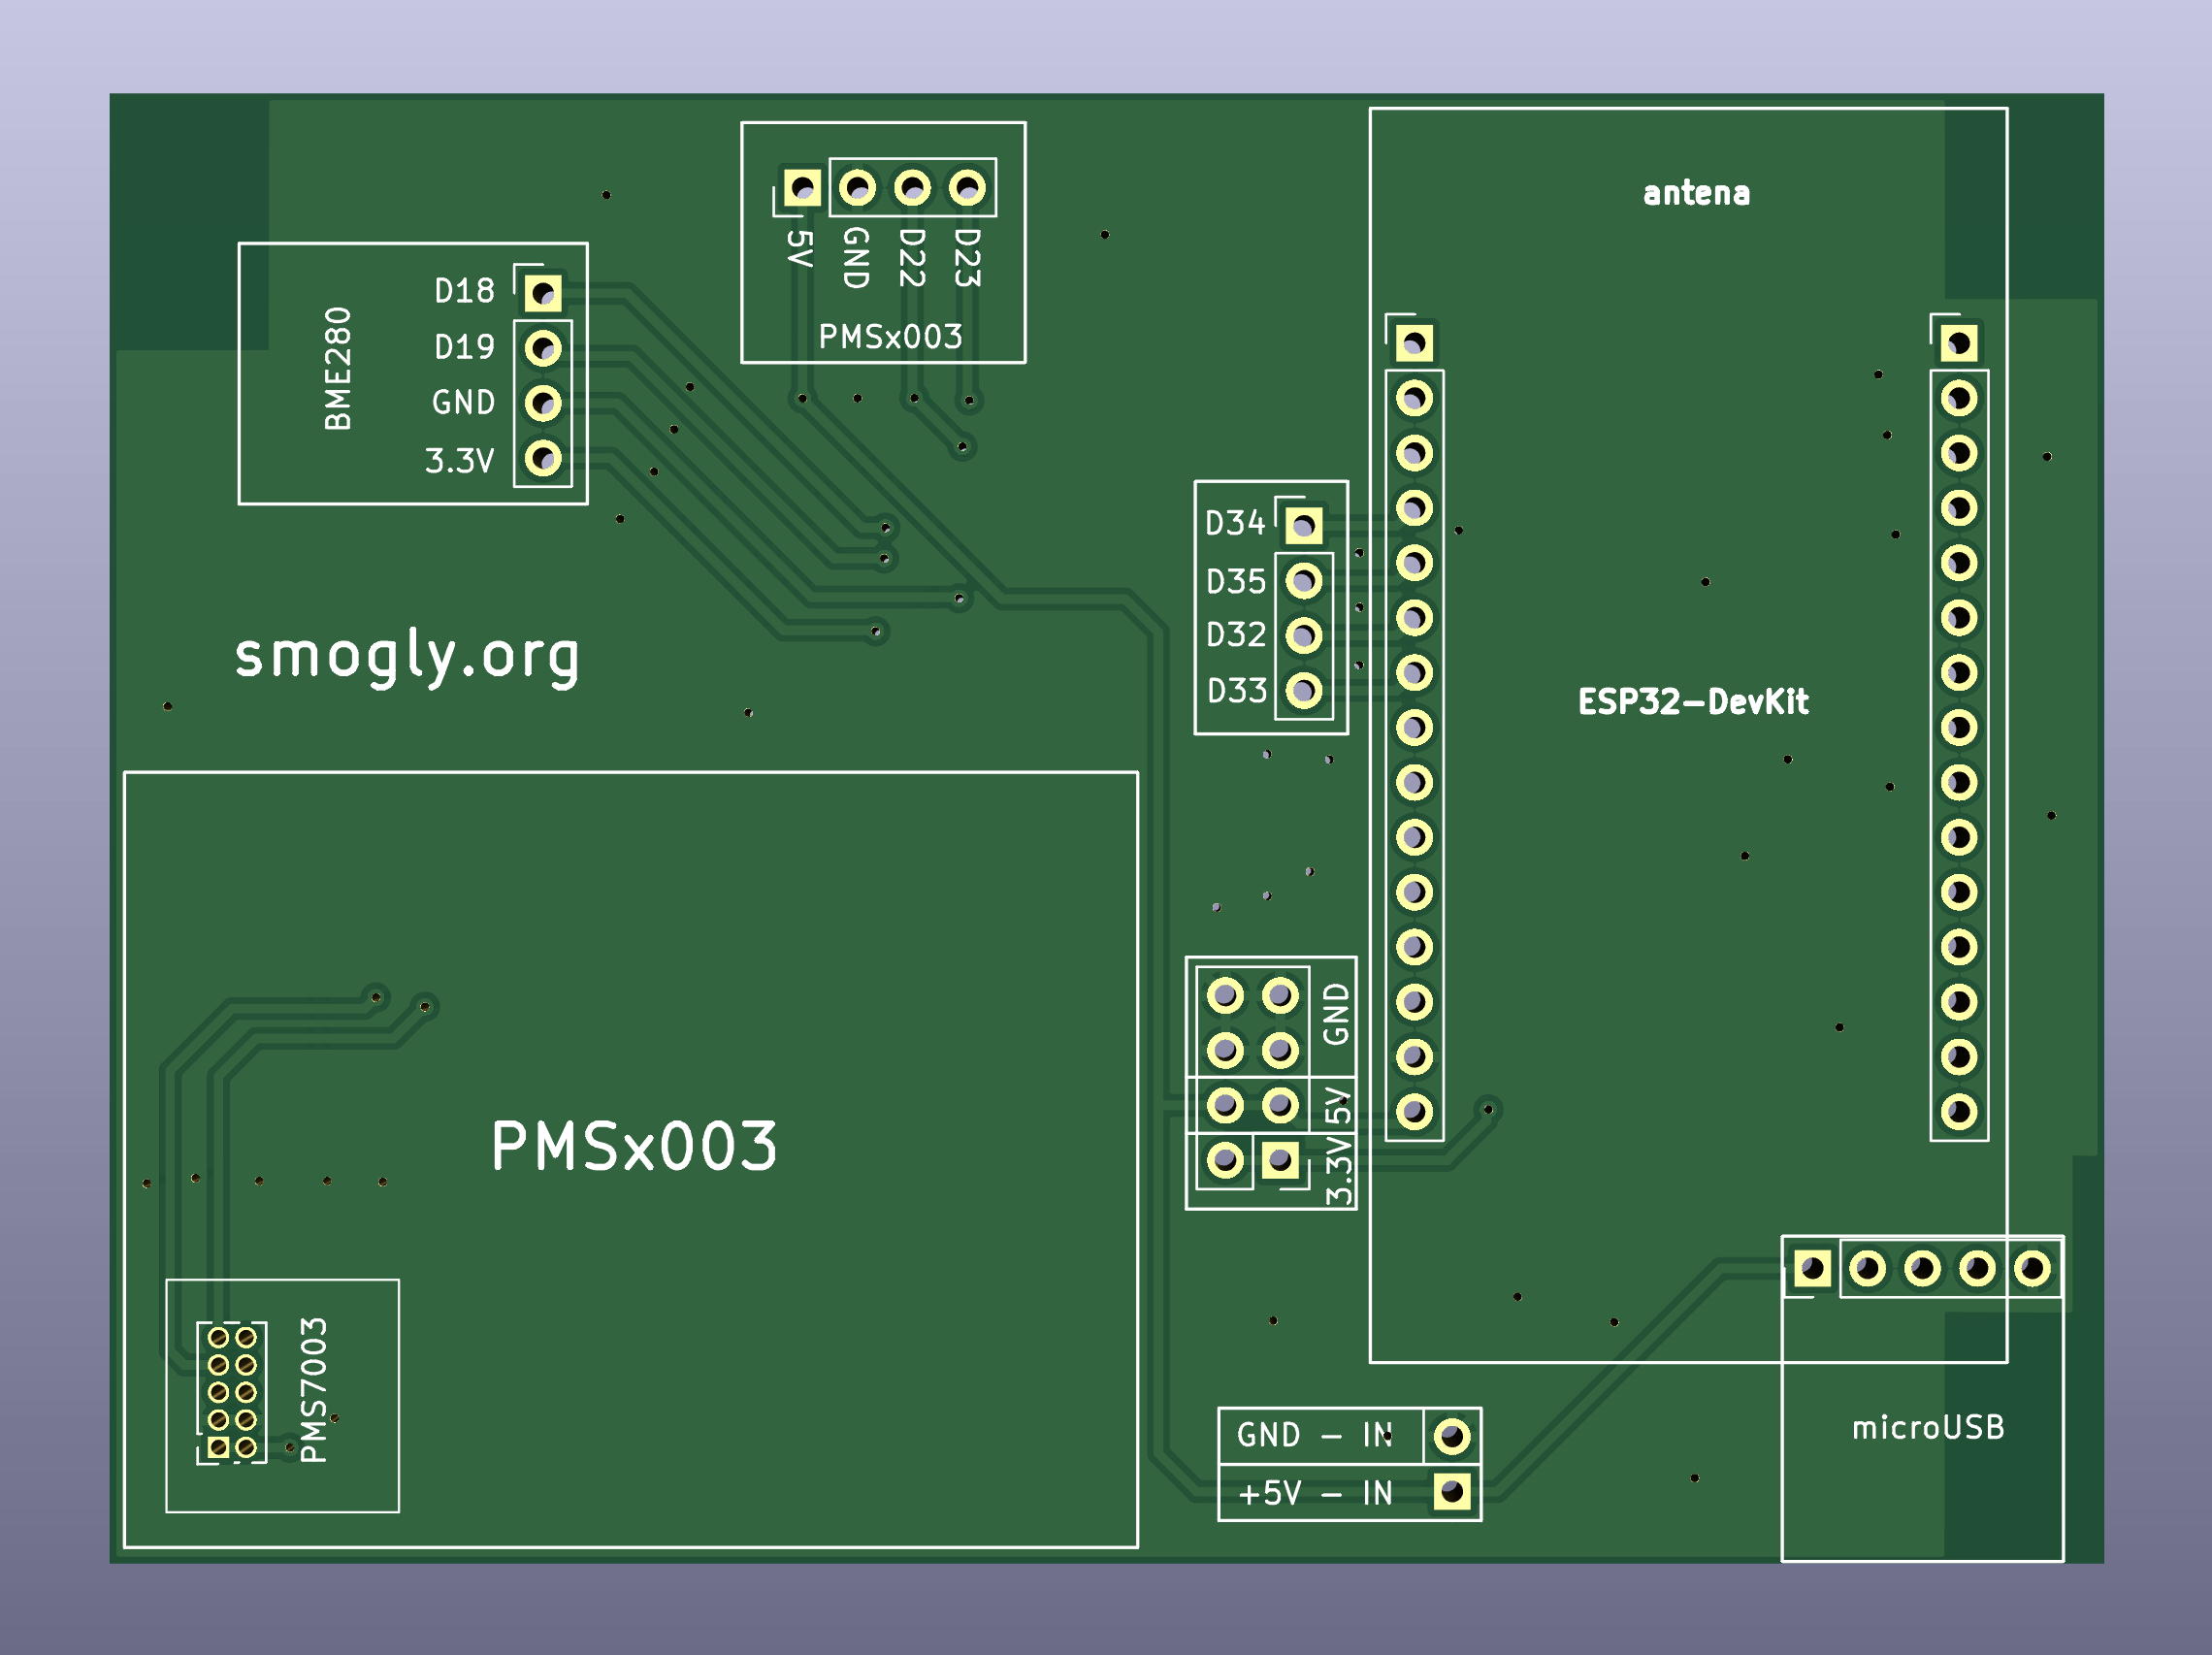 antena
5V
GND
D22
D23
PMSx003
BME280
D18
D19
GND
3.3V
D34
D35
D32
D33
smogly.org
ESP32-DevKit
GND
5V
3.3V
PMSx003
PMS7003
GND - IN
+5V - IN
microUSB